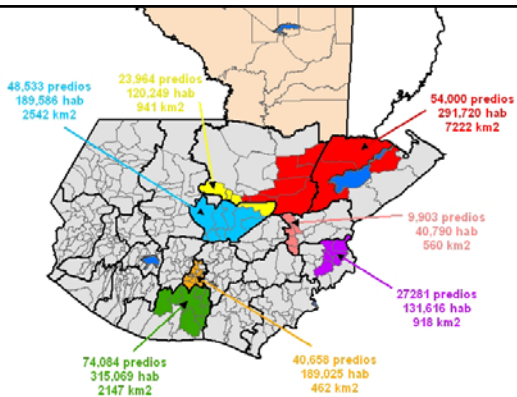 48,533 predios
189,586 hab
2542 km2
23,964 predios
120,249 hab
941 km2
54,000 predios
291,720 hab
7222 km2
9,903 predios
40,790 hab
560 km2
27281 predios
131,616 hab
918 km2
74,084 predios
315,069 hab
2147 km2
40,658 predios
189,025 hab
462 km2